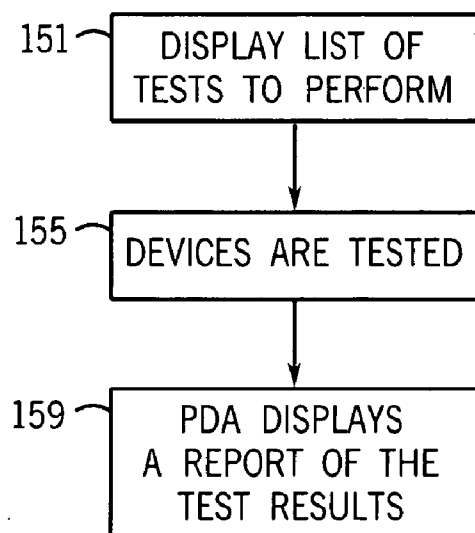 151
DISPLAY LIST OF
TESTS TO PERFORM
155
DEVICES ARE TESTED
159
PDA DISPLAYS
A REPORT OF THE
TEST RESULTS